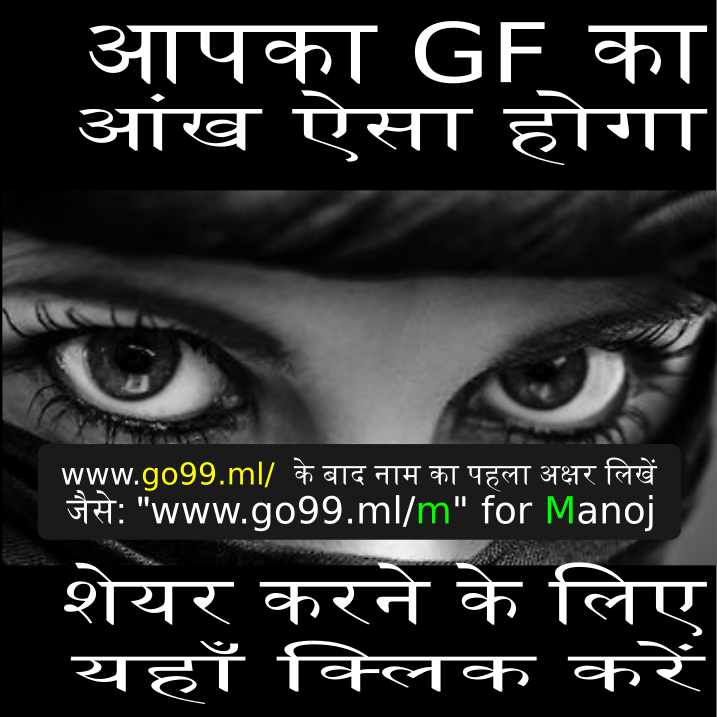 आपका GF का
आंख ऐसा होगा
www.go99.ml/ के बाद नाम का पहला अक्षर लिखें
जैसे: "www.go99.ml/m" for Manoj
शेयर करने के लिए
यहाँ क्लिक करें